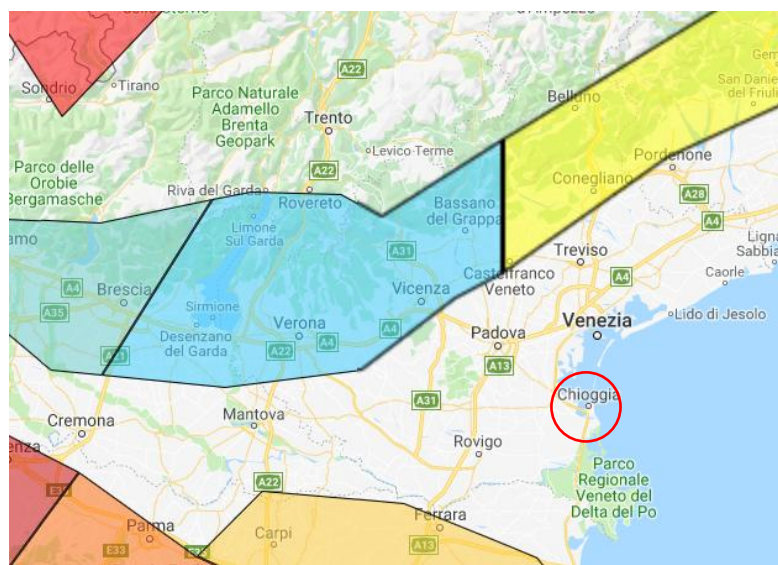 d'Ampezzo
Sondrio
Tirano
A22
Parco Naturale
Adamello
Brenta
Geopark
Trento
Belluno
San Daniel
del Friuli
Levico Terme
Pordenone
Parco delle
Orobie
Bergamasche
A22
Riva del Garda
Rovereto
Conegliano
A28
Bassano
del Grappa
Limone
Sul Garda
A4
A31
Treviso
Castelfranco
Veneto
A4
Caorle
Brescia
A4
A35
Sirmione
Vicenza
Desenzano
del Garda
Verona
A4
A4
A22
Padova
Venezia
Lido di Jesolo
A13
A21
A31
Chioggia
Cremona
Mantova
Rovigo
A22
Parco
Regionale
Veneto del
Delta del Po
E35
Parma
Carpi
Ferrara
E33
E35
A13